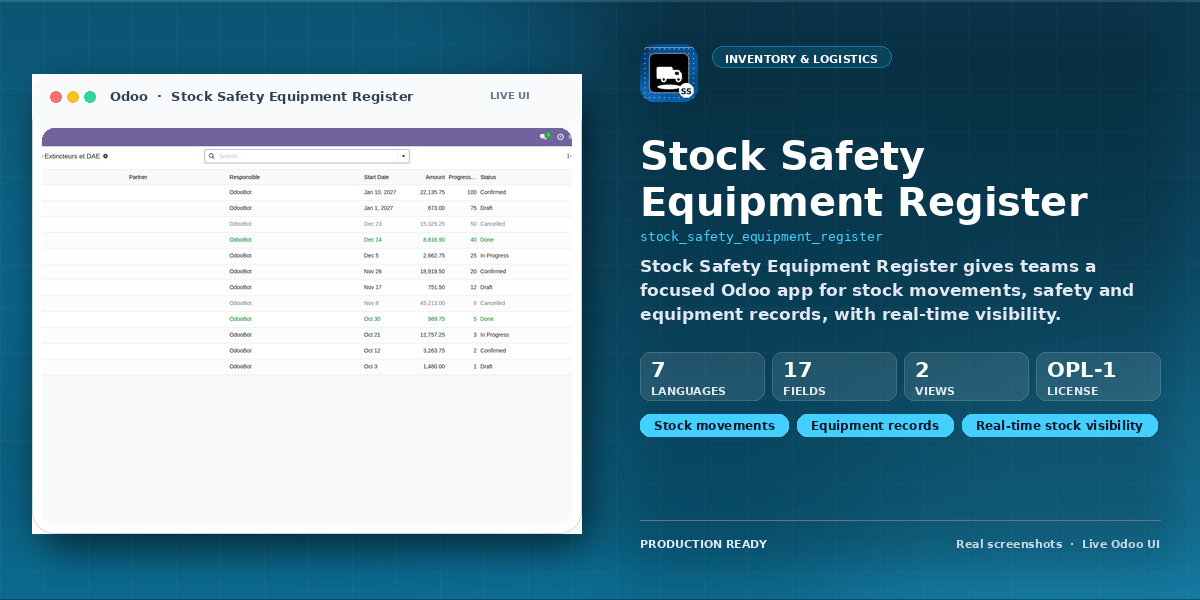 Odoo · Stock Safety Equipment Register
LIVE UI
Extincteurs et DAE
Search...
Partner Responsible Start Date Amount Progress... Status
OdooBot Jan 10, 2027 22,135.75 100 Confirmed
OdooBot Jan 1, 2027 673.00 75 Draft
OdooBot Dec 23 15,329.25 50 Cancelled
OdooBot Dec 14 8,816.90 40 Done
OdooBot Dec 5 2,662.75 25 In Progress
OdooBot Nov 26 18,919.50 20 Confirmed
OdooBot Nov 17 751.50 12 Draft
OdooBot Nov 8 45,213.00 8 Cancelled
OdooBot Oct 30 989.75 5 Done
OdooBot Oct 21 12,757.25 3 In Progress
OdooBot Oct 12 3,263.75 2 Confirmed
OdooBot Oct 3 1,480.00 1 Draft
SS
INVENTORY & LOGISTICS
Stock Safety
Equipment Register
stock_safety_equipment_register
Stock Safety Equipment Register gives teams a
focused Odoo app for stock movements, safety and
equipment records, with real-time visibility.
7
LANGUAGES
17
FIELDS
2
VIEWS
OPL-1
LICENSE
Stock movements
Equipment records
Real-time stock visibility
PRODUCTION READY
Real screenshots · Live Odoo UI